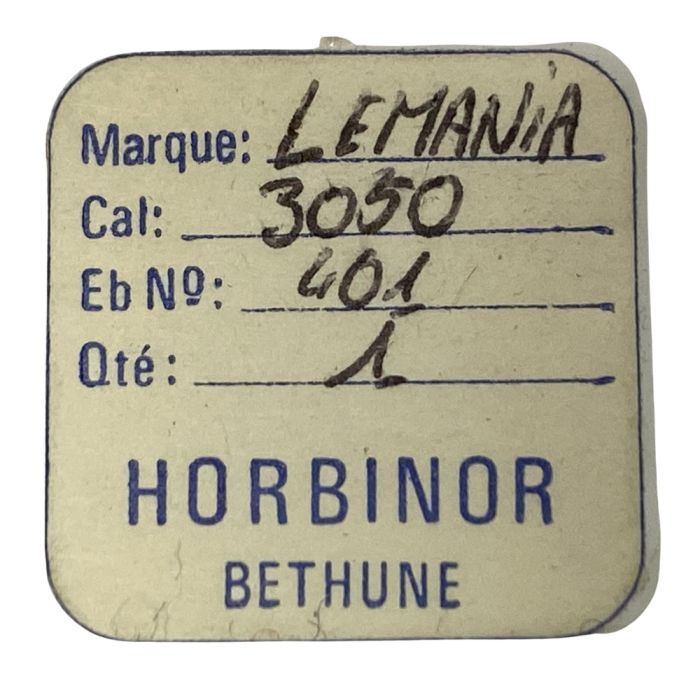 Marque: LEMANiA
Cal: 3050
Eb Nº: 401
Qté: 1
HORBINOR
BETHUNE